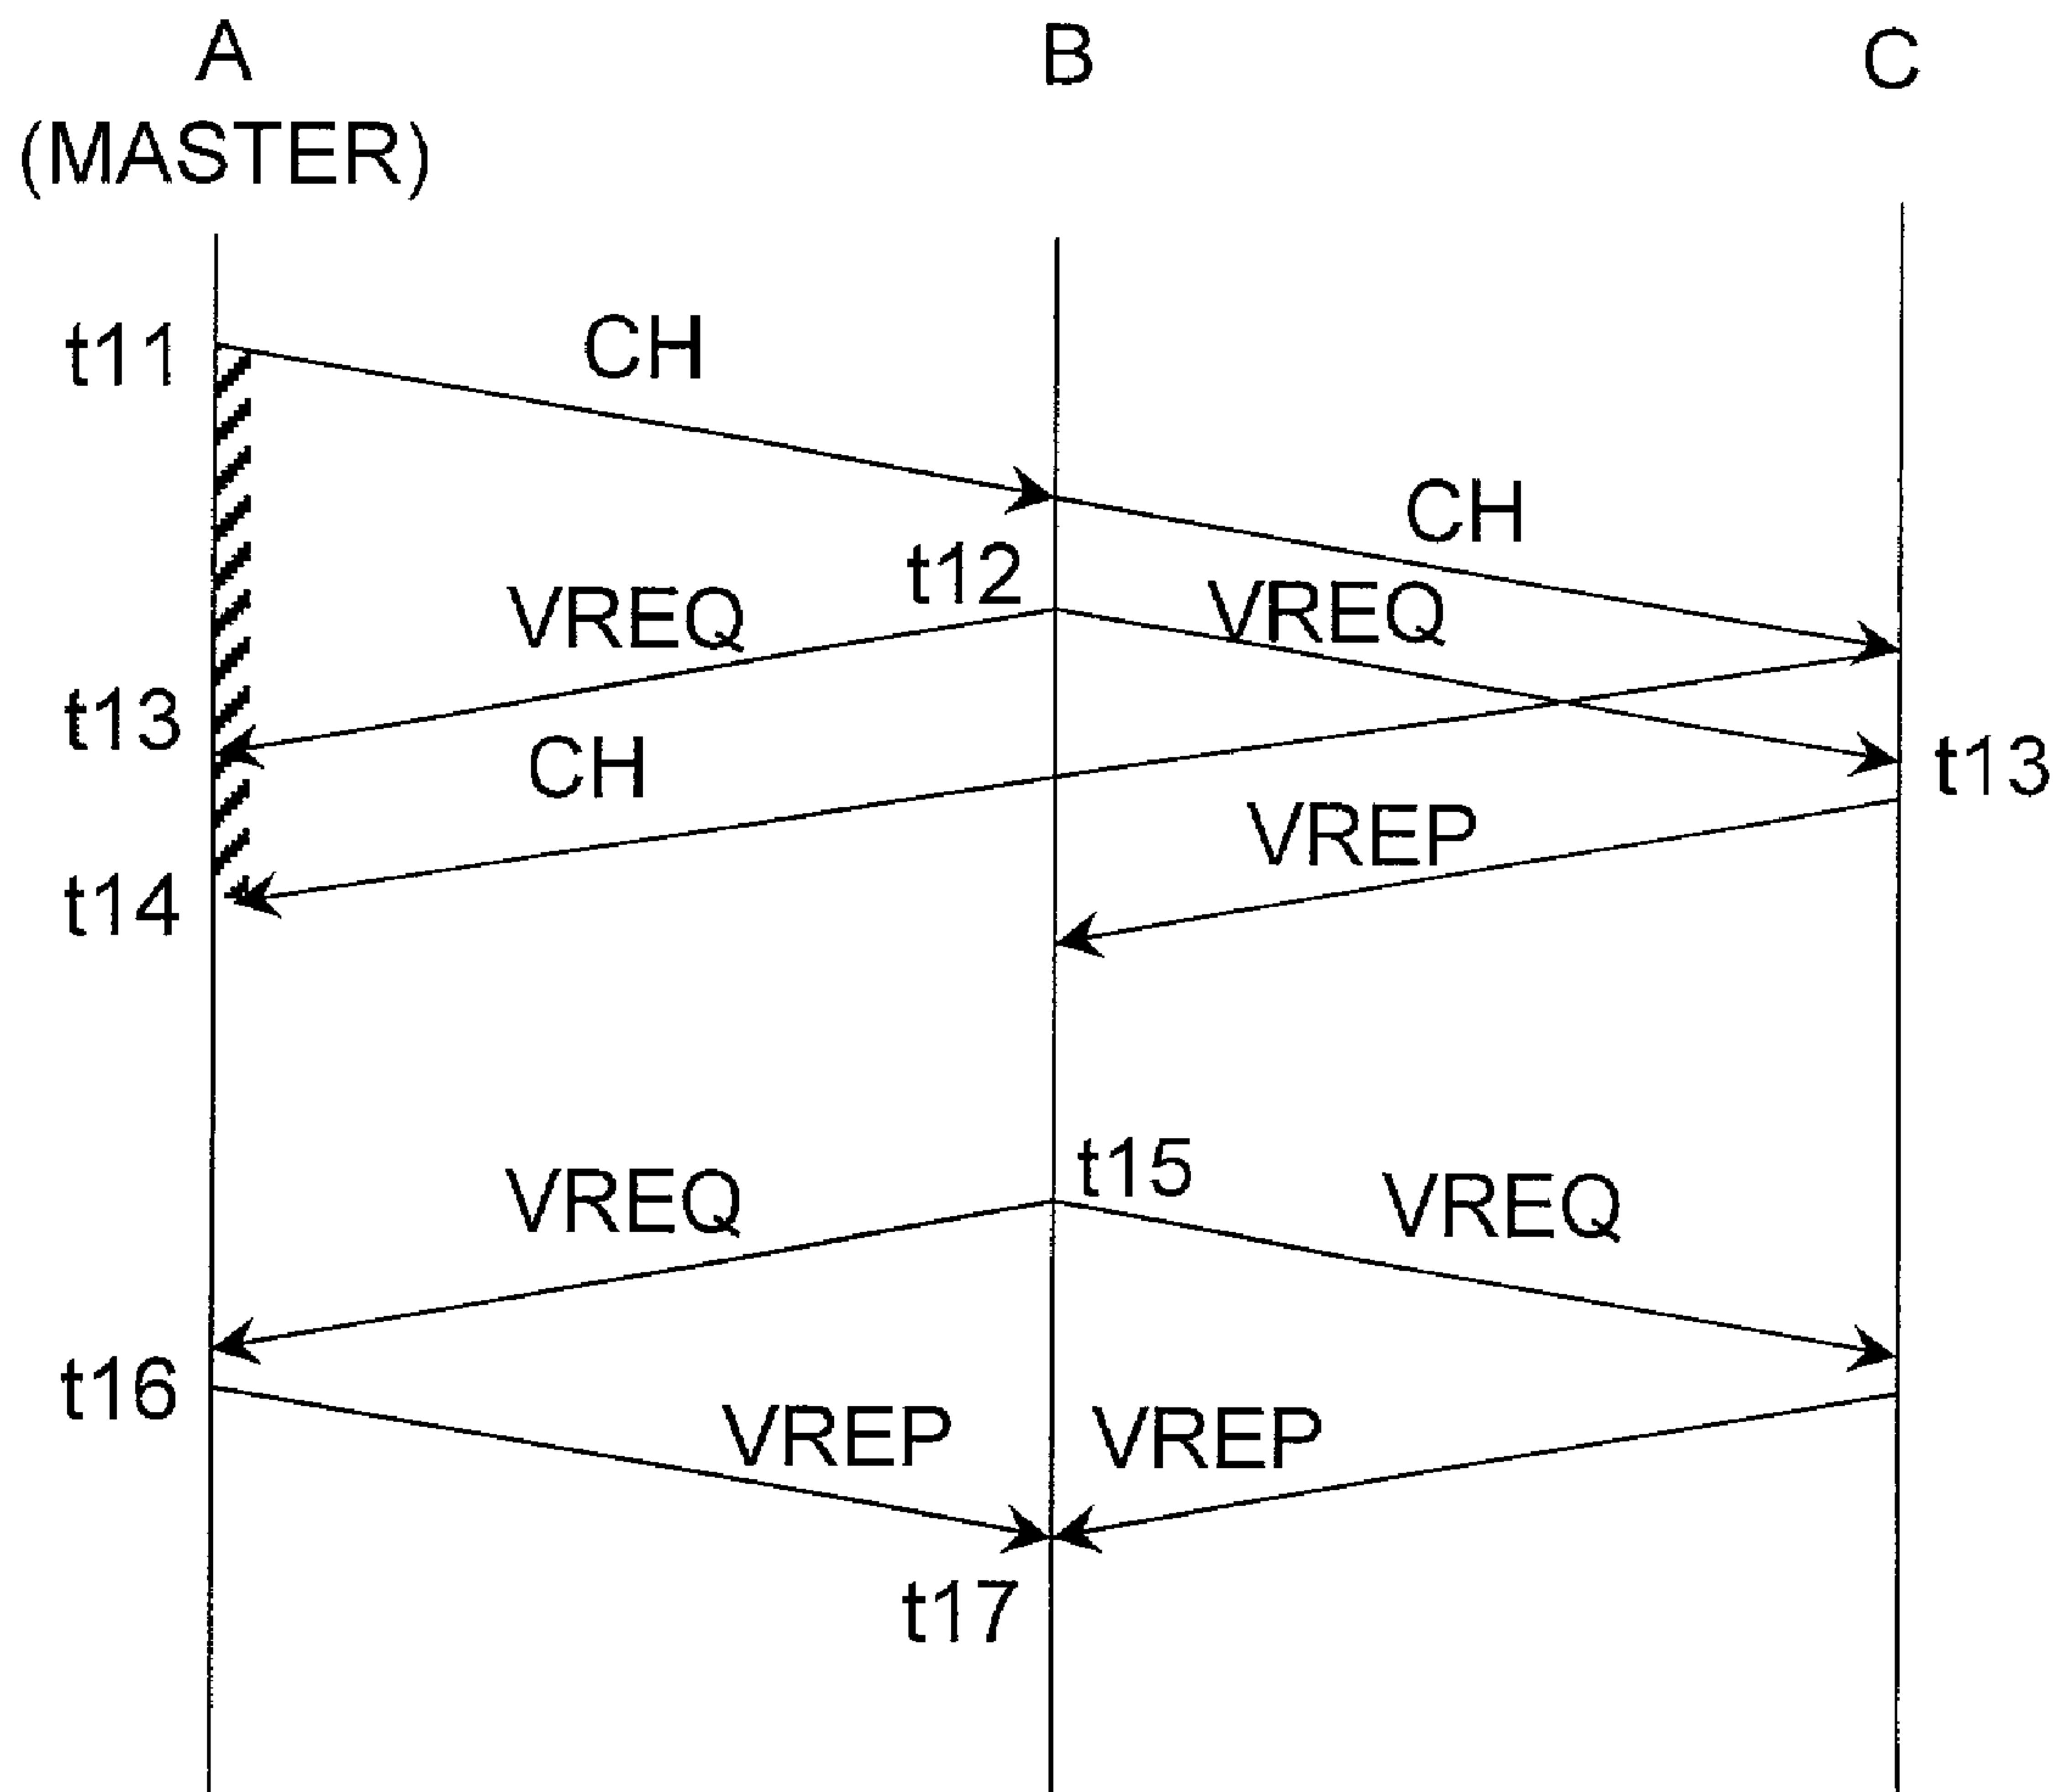 A
B
C
(MASTER)
t11
CH
CH
t12
VREQ
VREQ
t13
CH
t13
VREP
t14
t15
VREQ
VREQ
t16
VREP
VREP
t17